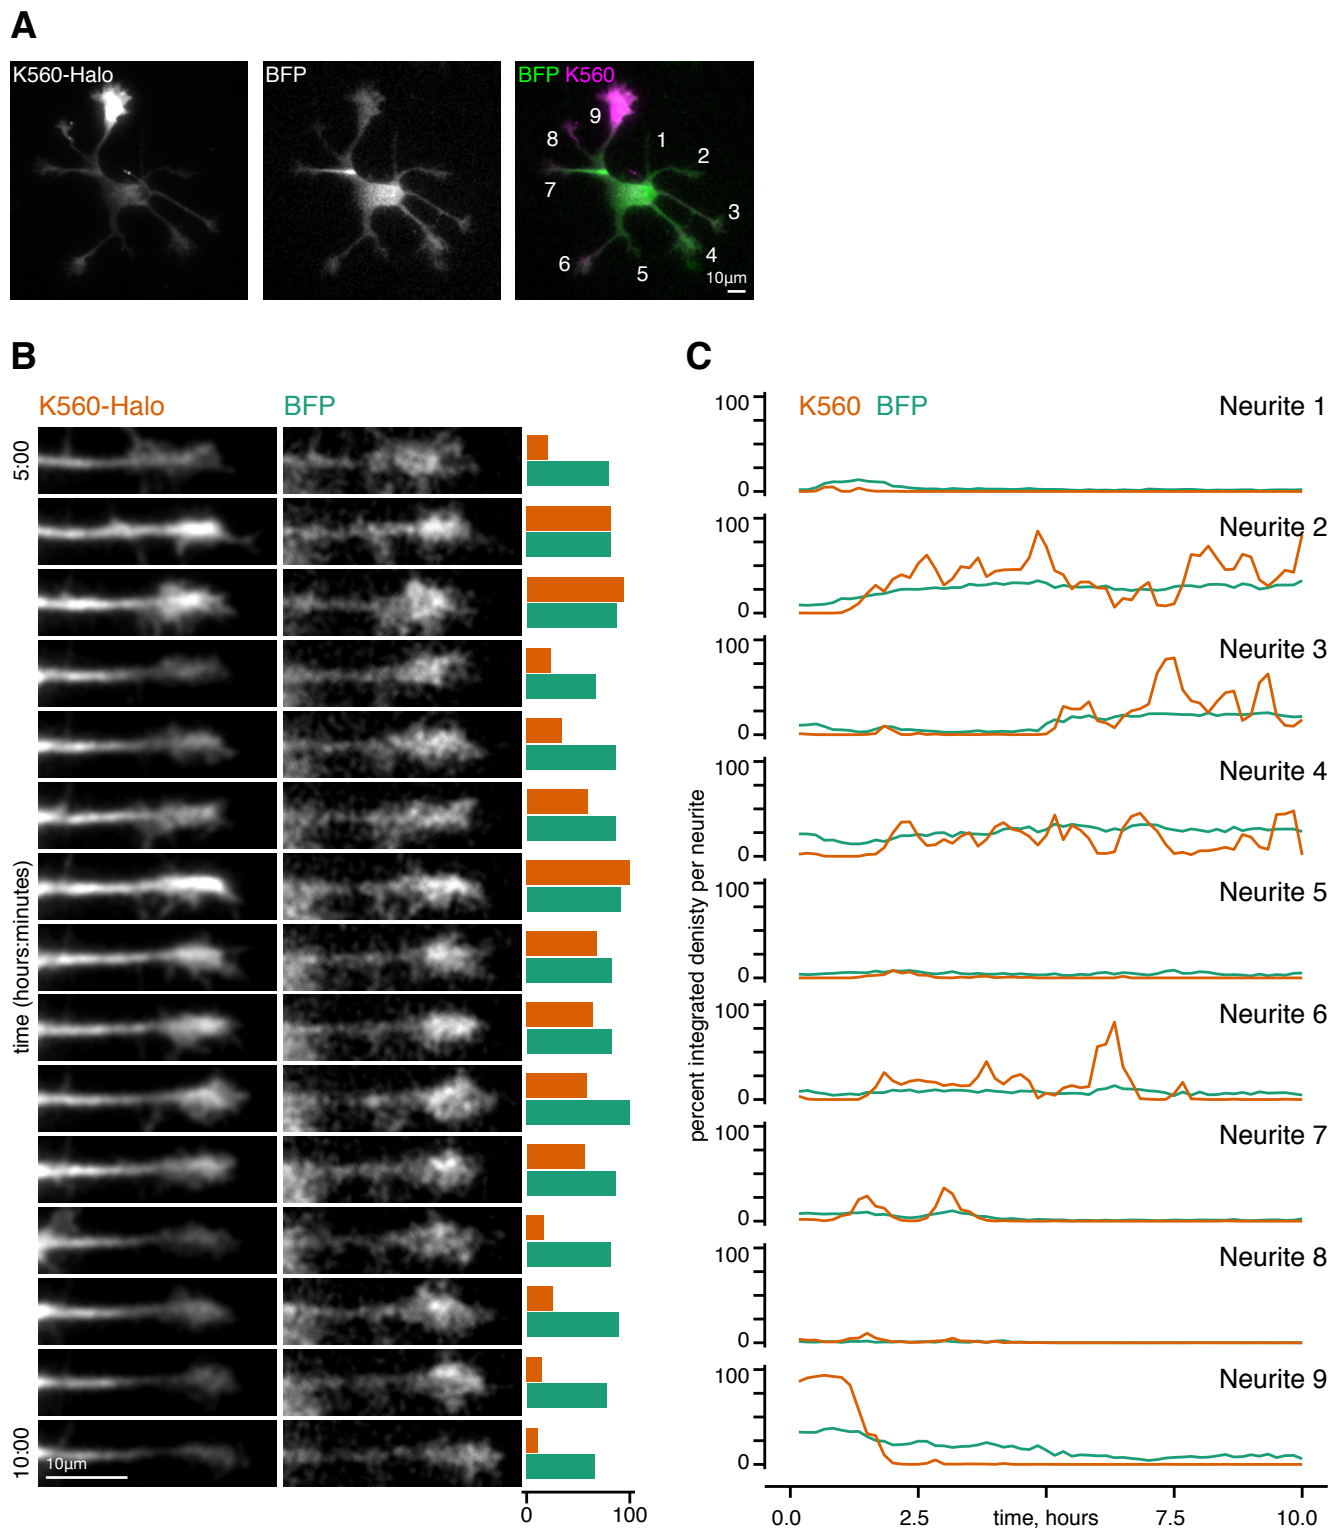 A
K560-Halo
BFP
BFP K560
9
8
1
2
7
3
6
5
4
10µm
B
K560-Halo
BFP
5:00
time (hours:minutes)
10:00
10µm
0 100
C
K560 BFP
percent integrated denisty per neurite
100
0
Neurite 1
100
0
Neurite 2
100
0
Neurite 3
100
0
Neurite 4
100
0
Neurite 5
100
0
Neurite 6
100
0
Neurite 7
100
0
Neurite 8
100
0
Neurite 9
0.0 2.5 time, hours 7.5 10.0